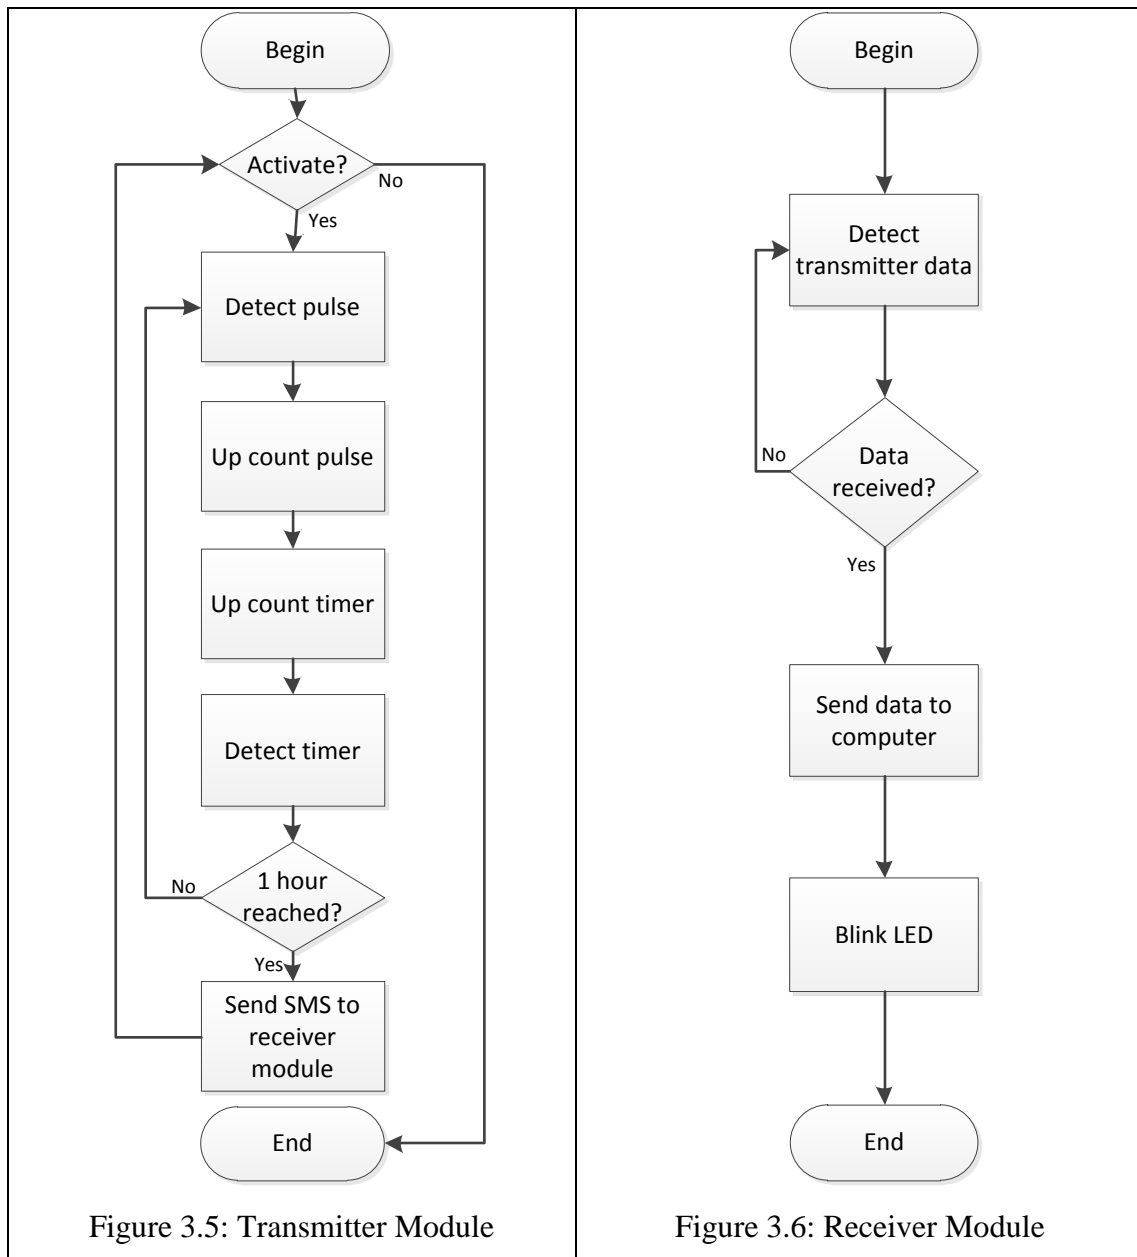 Begin
Activate?
No
Yes
Detect pulse
Up count pulse
Up count timer
Detect timer
1 hour
reached?
No
Yes
Send SMS to
receiver
module
End
Figure 3.5: Transmitter Module
Begin
Detect
transmitter data
Data
received?
No
Yes
Send data to
computer
Blink LED
End
Figure 3.6: Receiver Module